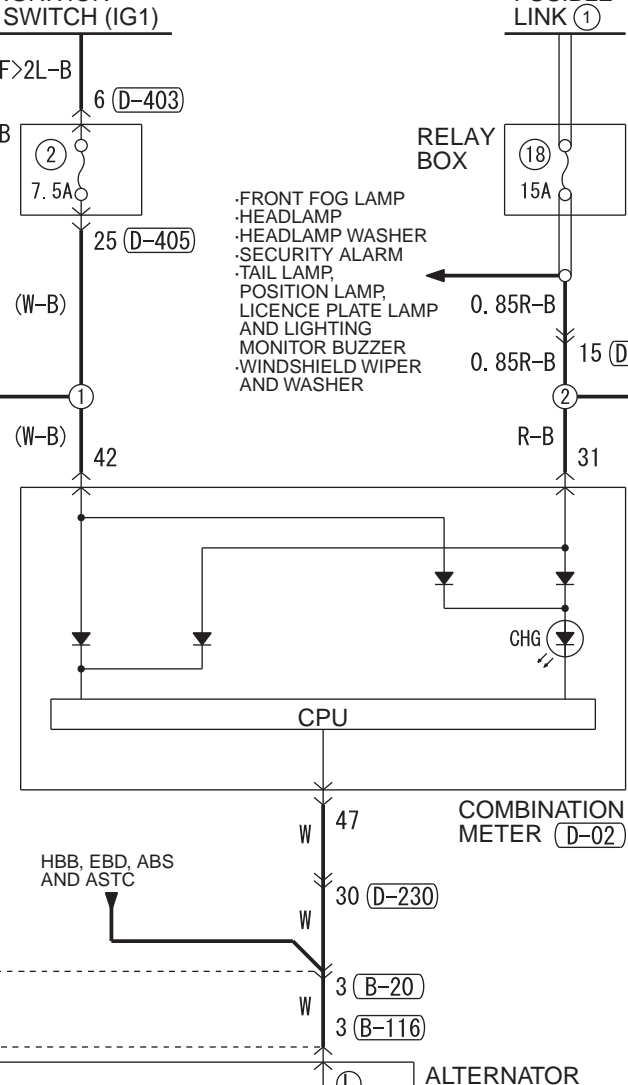 SWITCH (IG1)
LINK 1
F>2L-B
6 (D-403)
B
2
7.5A
25 (D-405)
RELAY
BOX
18
15A
·FRONT FOG LAMP
·HEADLAMP
·HEADLAMP WASHER
·SECURITY ALARM
·TAIL LAMP,
POSITION LAMP,
LICENCE PLATE LAMP
AND LIGHTING
MONITOR BUZZER
·WINDSHIELD WIPER
AND WASHER
(W-B)
0.85R-B
15 (D
0.85R-B
1
2
(W-B)
42
R-B
31
CHG
CPU
47
W
COMBINATION
METER (D-02)
HBB, EBD, ABS
AND ASTC
30 (D-230)
W
3 (B-20)
W
3 (B-116)
L
ALTERNATOR